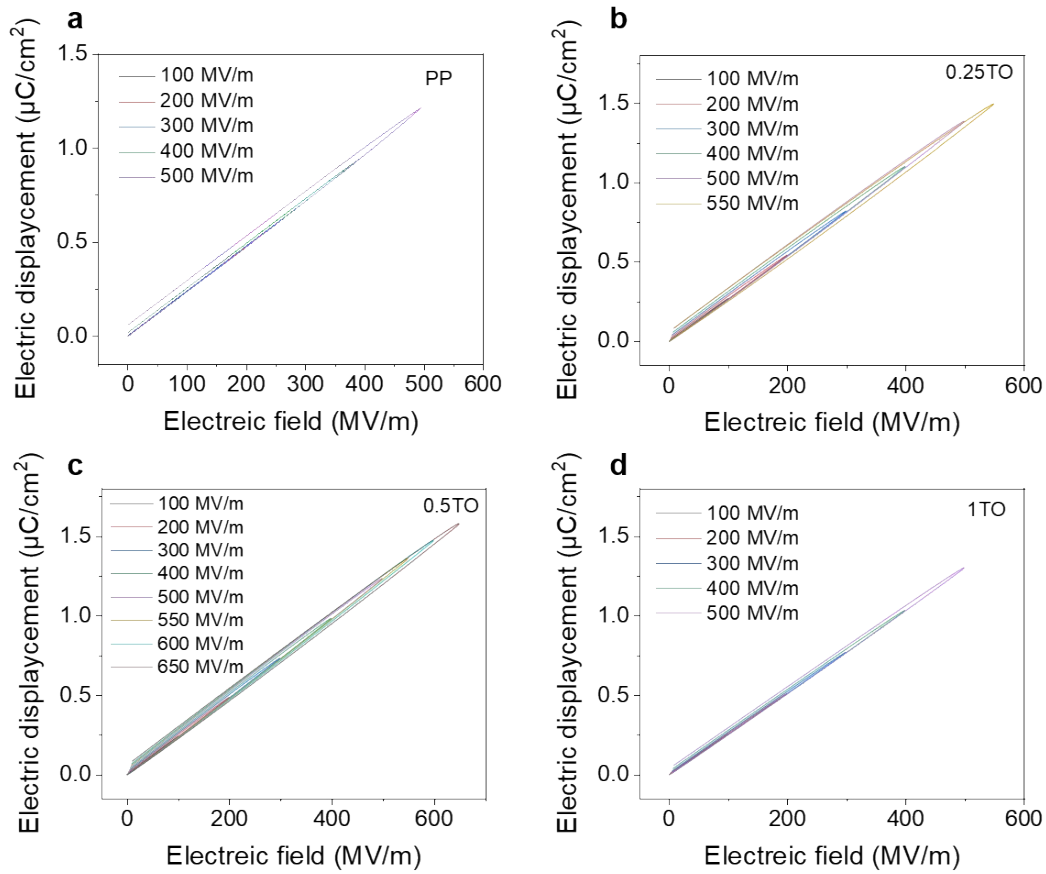 a
Electric displaycement (μC/cm²)
1.5
1.0
0.5
0.0
100 MV/m
200 MV/m
300 MV/m
400 MV/m
500 MV/m
PP
0 100 200 300 400 500 600
Electreic field (MV/m)
b
Electric displaycement (μC/cm²)
1.5
1.0
0.5
0.0
100 MV/m
200 MV/m
300 MV/m
400 MV/m
500 MV/m
550 MV/m
0.25TO
0 200 400 600
Electreic field (MV/m)
c
Electric displaycement (μC/cm²)
1.5
1.0
0.5
0.0
100 MV/m
200 MV/m
300 MV/m
400 MV/m
500 MV/m
550 MV/m
600 MV/m
650 MV/m
0.5TO
0 200 400 600
Electreic field (MV/m)
d
Electric displaycement (μC/cm²)
1.5
1.0
0.5
0.0
100 MV/m
200 MV/m
300 MV/m
400 MV/m
500 MV/m
1TO
0 200 400 600
Electreic field (MV/m)